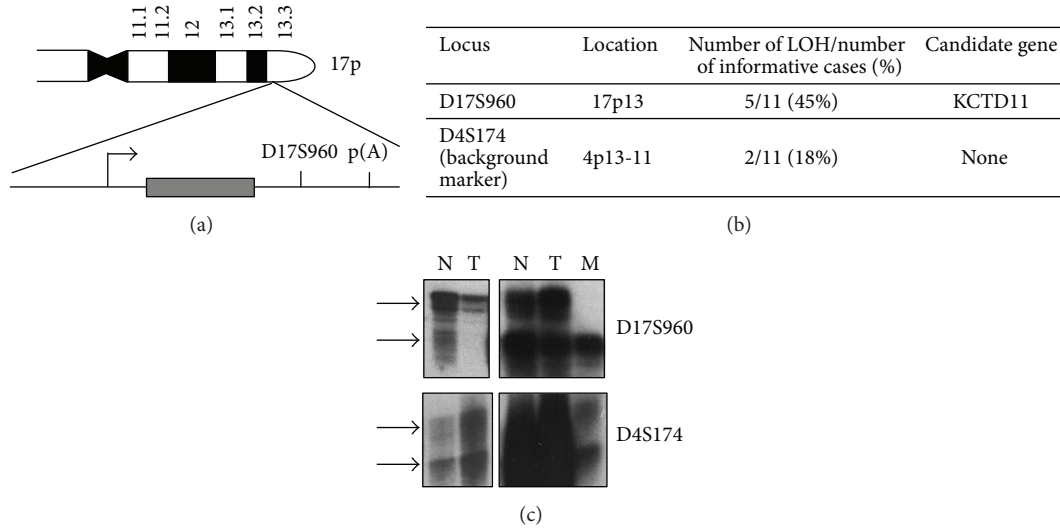 11.1
11.2
12
13.1
13.2
13.3
17p
D17S960 p(A)
(a)
Locus Location Number of LOH/number of informative cases (%) Candidate gene
D17S960 17p13 5/11 (45%) KCTD11
D4S174 (background marker) 4p13-11 2/11 (18%) None
(b)
N T N T M
D17S960
D4S174
(c)